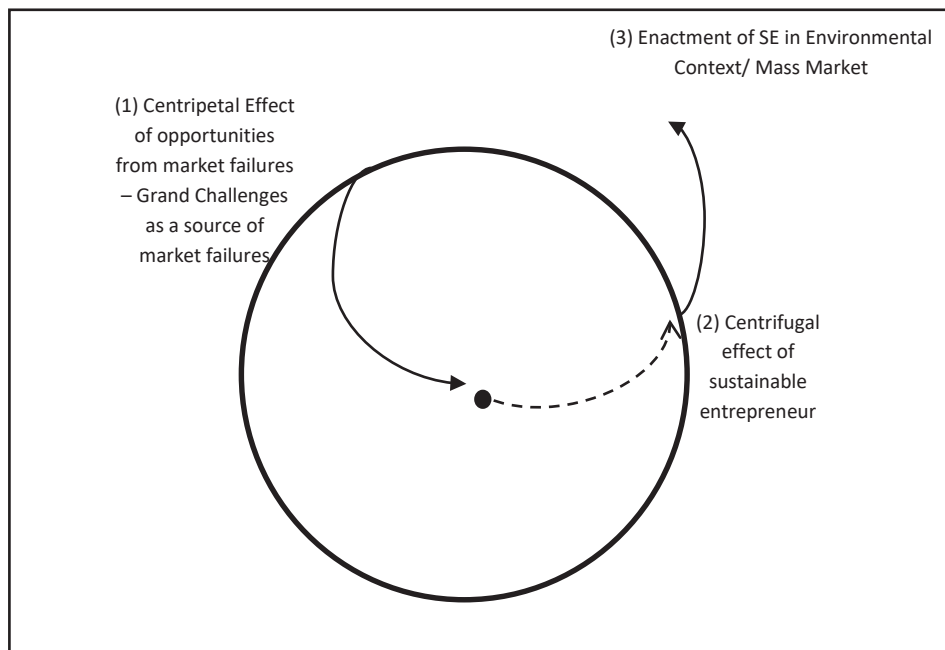 (1) Centripetal Effect
of opportunities
from market failures
– Grand Challenges
as a source of
market failures
(2) Centrifugal
effect of
sustainable
entrepreneur
(3) Enactment of SE in Environmental
Context/ Mass Market